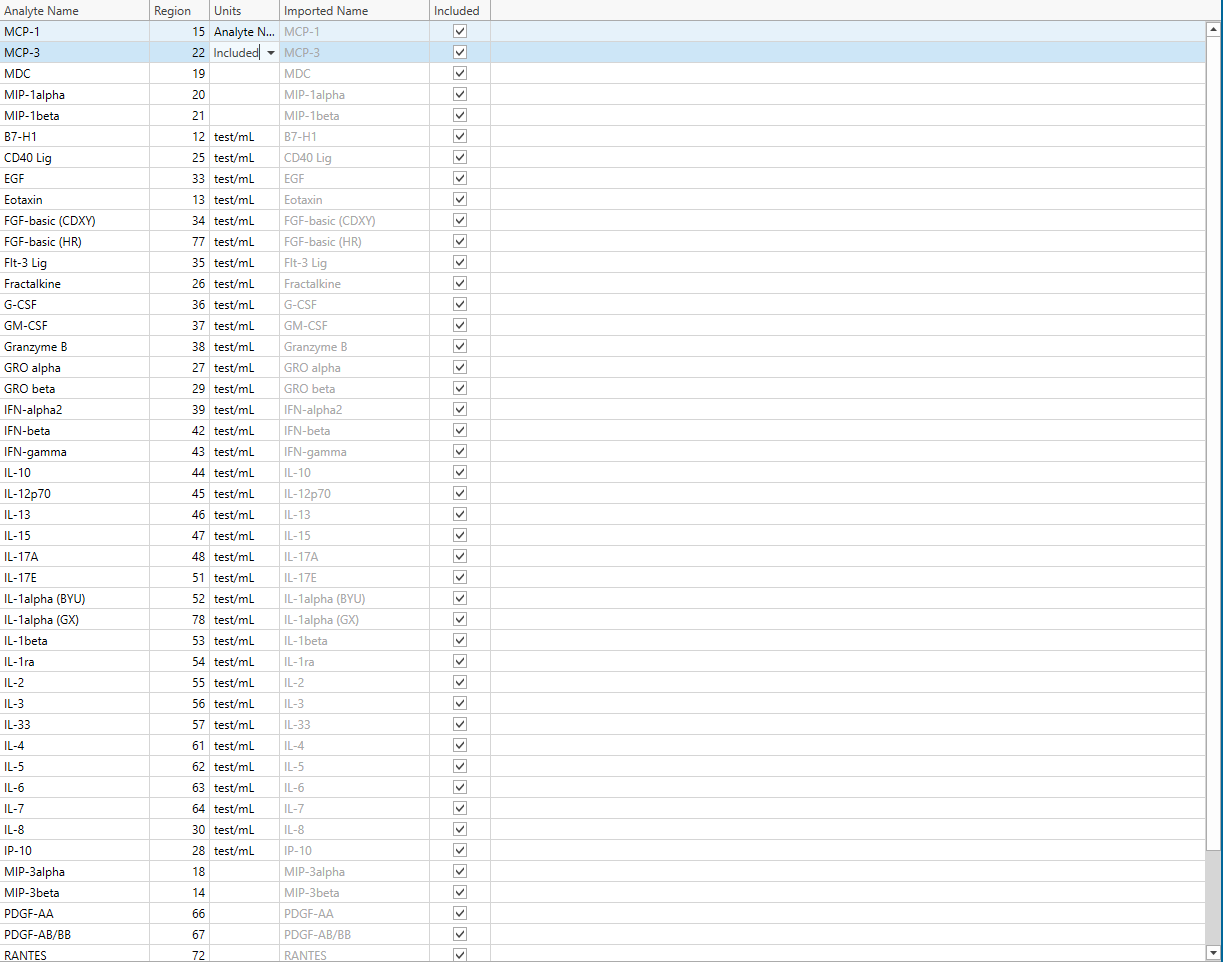 Analyte Name Region Units Imported Name Included
MCP-1 15 Analyte N... MCP-1
MCP-3 22 Included MCP-3
MDC 19 MDC
MIP-1alpha 20 MIP-1alpha
MIP-1beta 21 MIP-1beta
B7-H1 12 test/mL B7-H1
CD40 Lig 25 test/mL CD40 Lig
EGF 33 test/mL EGF
Eotaxin 13 test/mL Eotaxin
FGF-basic (CDXY) 34 test/mL FGF-basic (CDXY)
FGF-basic (HR) 77 test/mL FGF-basic (HR)
Flt-3 Lig 35 test/mL Flt-3 Lig
Fractalkine 26 test/mL Fractalkine
G-CSF 36 test/mL G-CSF
GM-CSF 37 test/mL GM-CSF
Granzyme B 38 test/mL Granzyme B
GRO alpha 27 test/mL GRO alpha
GRO beta 29 test/mL GRO beta
IFN-alpha2 39 test/mL IFN-alpha2
IFN-beta 42 test/mL IFN-beta
IFN-gamma 43 test/mL IFN-gamma
IL-10 44 test/mL IL-10
IL-12p70 45 test/mL IL-12p70
IL-13 46 test/mL IL-13
IL-15 47 test/mL IL-15
IL-17A 48 test/mL IL-17A
IL-17E 51 test/mL IL-17E
IL-1alpha (BYU) 52 test/mL IL-1alpha (BYU)
IL-1alpha (GX) 78 test/mL IL-1alpha (GX)
IL-1beta 53 test/mL IL-1beta
IL-1ra 54 test/mL IL-1ra
IL-2 55 test/mL IL-2
IL-3 56 test/mL IL-3
IL-33 57 test/mL IL-33
IL-4 61 test/mL IL-4
IL-5 62 test/mL IL-5
IL-6 63 test/mL IL-6
IL-7 64 test/mL IL-7
IL-8 30 test/mL IL-8
IP-10 28 test/mL IP-10
MIP-3alpha 18 MIP-3alpha
MIP-3beta 14 MIP-3beta
PDGF-AA 66 PDGF-AA
PDGF-AB/BB 67 PDGF-AB/BB
RANTES 72 RANTES